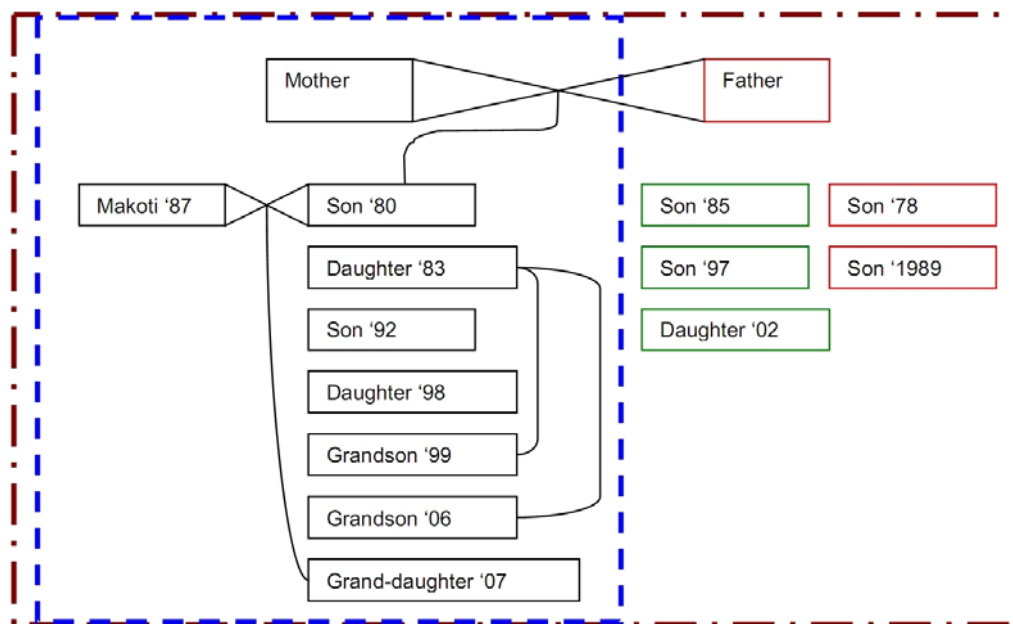 Mother
Father
Makoti ‘87
Son ‘80
Son ‘85
Son ‘78
Daughter ‘83
Son ‘97
Son ‘1989
Son ‘92
Daughter ‘02
Daughter ‘98
Grandson ‘99
Grandson ‘06
Grand-daughter ‘07